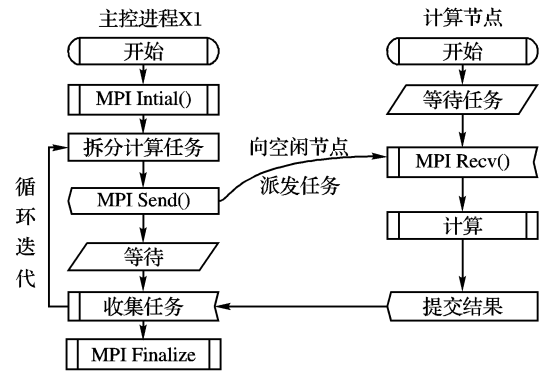 主控进程X1
开始
MPI Intial()
拆分计算任务
MPI Send()
等待
收集任务
MPI Finalize
循环迭代
向空闲节点
派发任务
计算节点
开始
等待任务
MPI Recv()
计算
提交结果